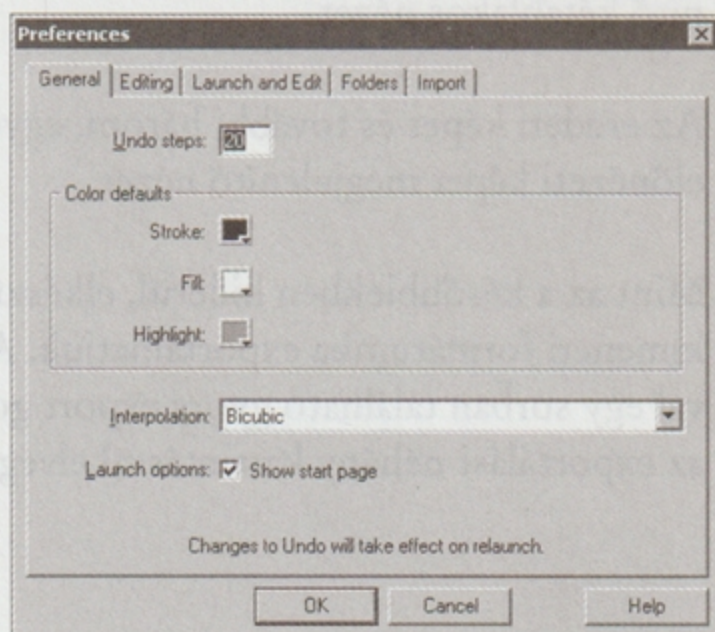 Preferences
General Editing Launch and Edit Folders Import
Undo steps: 20
Color defaults
Stroke:
Fill:
Highlight:
Interpolation: Bicubic
Launch options: Show start page
Changes to Undo will take effect on relaunch.
OK Cancel Help